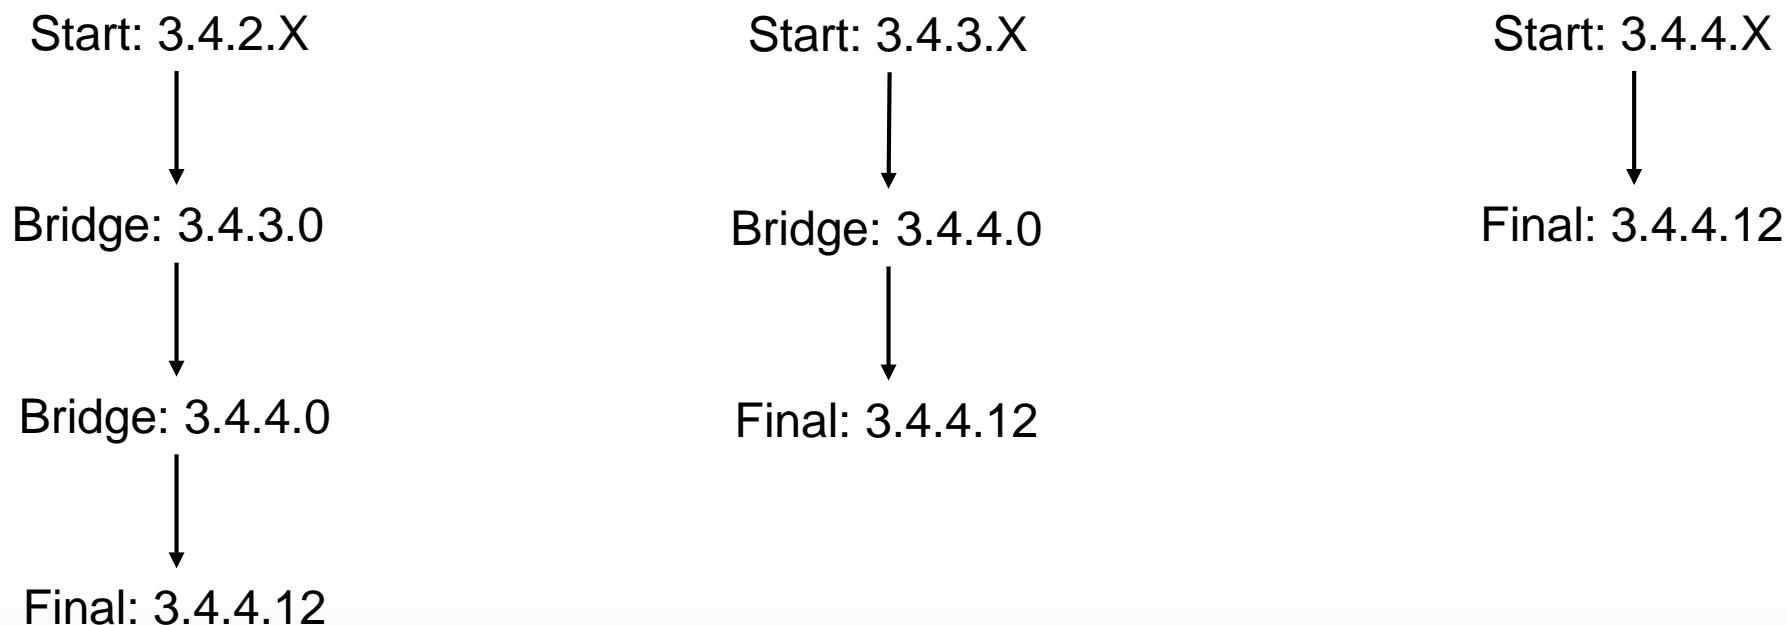 Start: 3.4.2.X
Bridge: 3.4.3.0
Bridge: 3.4.4.0
Final: 3.4.4.12
Start: 3.4.3.X
Bridge: 3.4.4.0
Final: 3.4.4.12
Start: 3.4.4.X
Final: 3.4.4.12